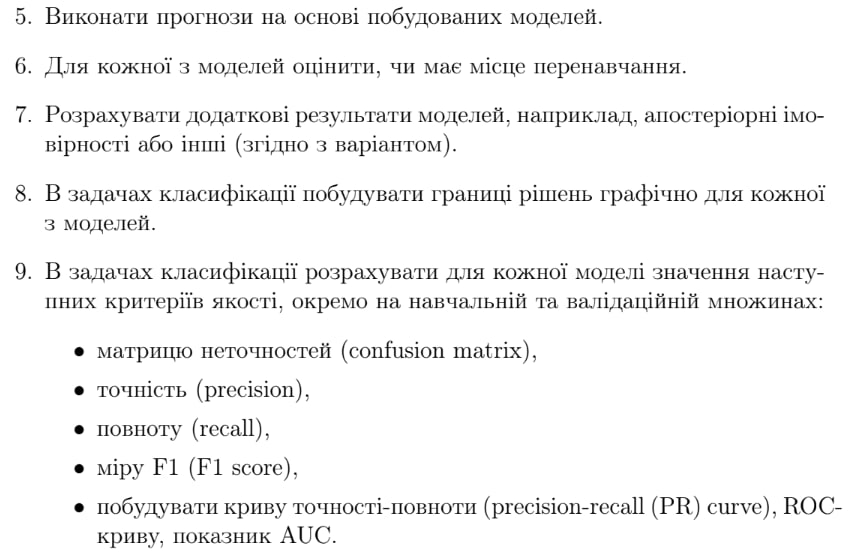 5. Виконати прогнози на основі побудованих моделей.
6. Для кожної з моделей оцінити, чи має місце перенавчання.
7. Розрахувати додаткові результати моделей, наприклад, апостеріорні імо-
вірності або інші (згідно з варіантом).
8. В задачах класифікації побудувати границі рішень графічно для кожної
з моделей.
9. В задачах класифікації розрахувати для кожної моделі значення насту-
пних критеріїв якості, окремо на навчальній та валідаційній множинах:
• матрицю неточностей (confusion matrix),
• точність (precision),
• повноту (recall),
• міру F1 (F1 score),
• побудувати криву точності-повноти (precision-recall (PR) curve), ROC-
криву, показник AUC.